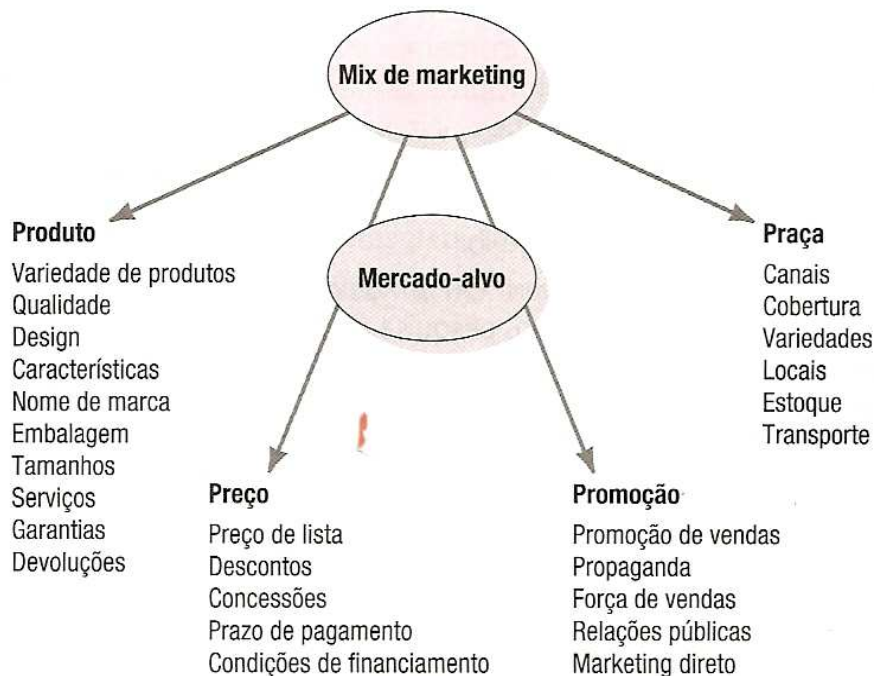 Mix de marketing
Mercado-alvo
Produto
Variedade de produtos
Qualidade
Design
Características
Nome de marca
Embalagem
Tamanhos
Serviços
Garantias
Devoluções
Preço
Preço de lista
Descontos
Concessões
Prazo de pagamento
Condições de financiamento
Promoção
Promoção de vendas
Propaganda
Força de vendas
Relações públicas
Marketing direto
Praça
Canais
Cobertura
Variedades
Locais
Estoque
Transporte